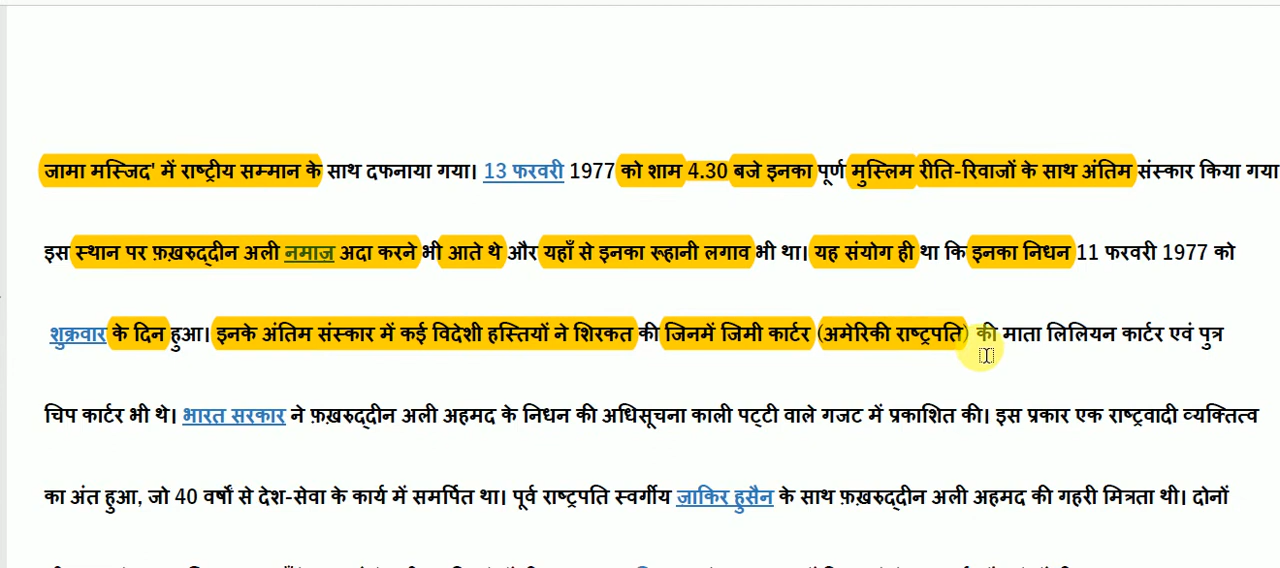 जामा मस्जिद' में राष्ट्रीय सम्मान के साथ दफनाया गया। 13 फरवरी 1977 को शाम 4.30 बजे इनका पूर्ण मुस्लिम रीति-रिवाजों के साथ अंतिम संस्कार किया गया
इस स्थान पर फ़ख़रुद्दीन अली नमाज अदा करने भी आते थे और यहाँ से इनका रूहानी लगाव भी था। यह संयोग ही था कि इनका निधन 11 फरवरी 1977 को
शुक्रवार के दिन हुआ। इनके अंतिम संस्कार में कई विदेशी हस्तियों ने शिरकत की जिनमें जिमी कार्टर (अमेरिकी राष्ट्रपति) की माता लिलियन कार्टर एवं पुत्र
चिप कार्टर भी थे। भारत सरकार ने फ़ख़रुद्दीन अली अहमद के निधन की अधिसूचना काली पट्टी वाले गजट में प्रकाशित की। इस प्रकार एक राष्ट्रवादी व्यक्तित्व
का अंत हुआ, जो 40 वर्षों से देश-सेवा के कार्य में समर्पित था। पूर्व राष्ट्रपति स्वर्गीय जाकिर हुसैन के साथ फ़ख़रुद्दीन अली अहमद की गहरी मित्रता थी। दोनों